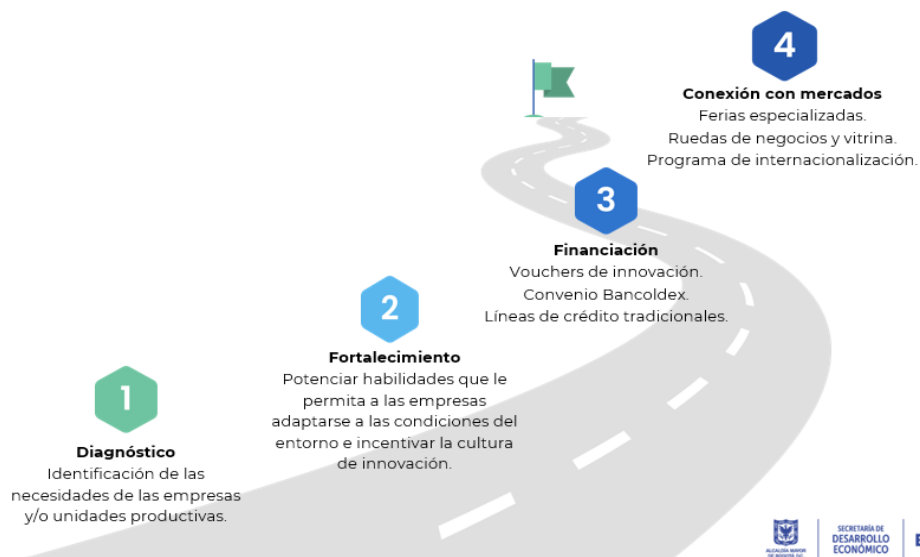 1
Diagnóstico
Identificación de las
necesidades de las empresas
y/o unidades productivas.
2
Fortalecimiento
Potenciar habilidades que le
permita a las empresas
adaptarse a las condiciones del
entorno e incentivar la cultura
de innovación.
3
Financiación
Vouchers de innovación.
Convenio Bancoldex.
Líneas de crédito tradicionales.
4
Conexión con mercados
Ferias especializadas.
Ruedas de negocios y vitrina.
Programa de internacionalización.
ALCALDÍA MAYOR
SECRETARÍA DE
DESARROLLO
ECONÓMICO